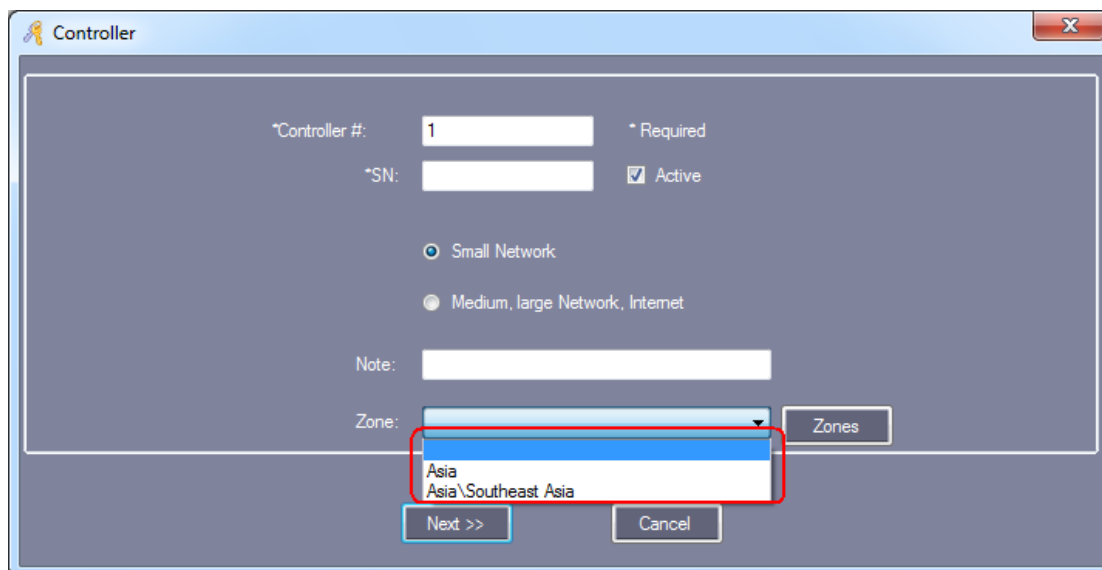 Controller
*Controller #: 1 * Required
*SN: Active
Small Network
Medium, large Network, Internet
Note:
Zone: Zones
Asia
Asia\Southeast Asia
Next >> Cancel